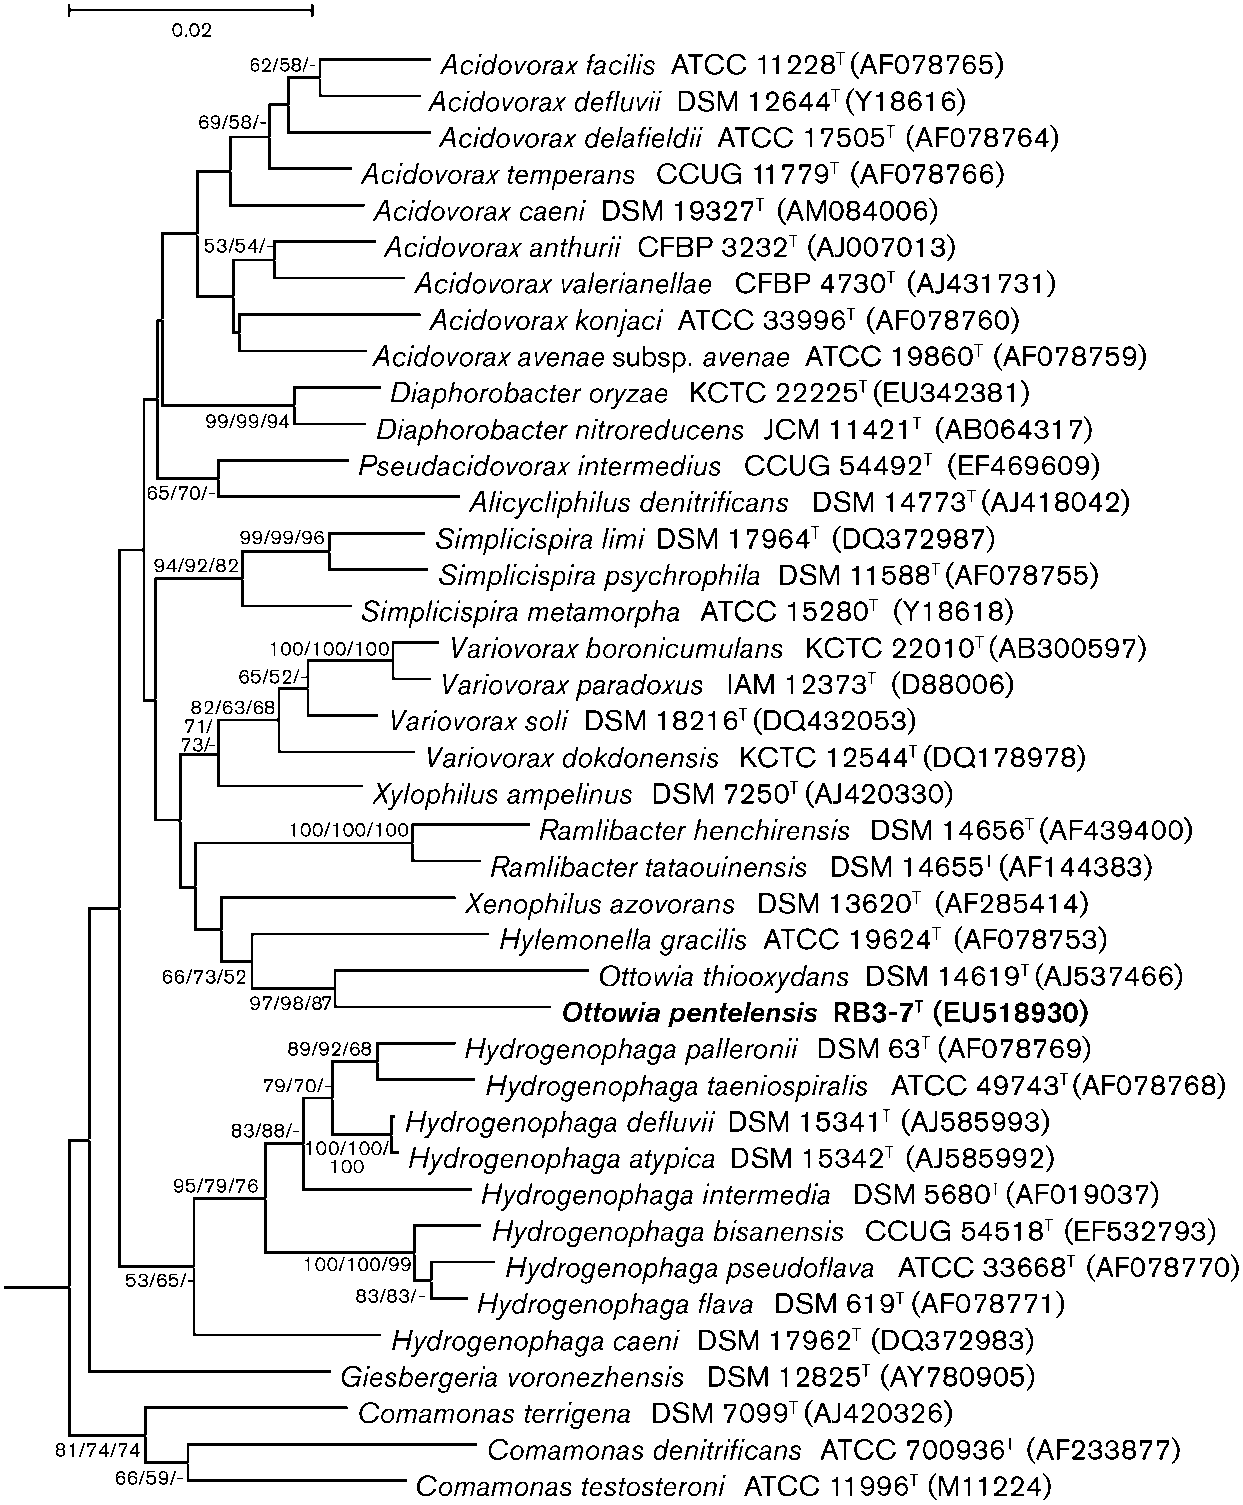 0.02
62/58/-
Acidovorax facilis ATCC 11228ᵀ (AF078765)
Acidovorax defluvii DSM 12644ᵀ (Y18616)
69/58/-
Acidovorax delafieldii ATCC 17505ᵀ (AF078764)
Acidovorax temperans CCUG 11779ᵀ (AF078766)
Acidovorax caeni DSM 19327ᵀ (AM084006)
53/54/-
Acidovorax anthurii CFBP 3232ᵀ (AJ007013)
Acidovorax valerianellae CFBP 4730ᵀ (AJ431731)
Acidovorax konjaci ATCC 33996ᵀ (AF078760)
Acidovorax avenae subsp. avenae ATCC 19860ᵀ (AF078759)
Diaphorobacter oryzae KCTC 22225ᵀ (EU342381)
99/99/94
Diaphorobacter nitroreducens JCM 11421ᵀ (AB064317)
Pseudacidovorax intermedius CCUG 54492ᵀ (EF469609)
65/70/-
Alicycliphilus denitrificans DSM 14773ᵀ (AJ418042)
99/99/96
Simplicispira limi DSM 17964ᵀ (DQ372987)
94/92/82
Simplicispira psychrophila DSM 11588ᵀ (AF078755)
Simplicispira metamorpha ATCC 15280ᵀ (Y18618)
100/100/100
Variovorax boronicumulans KCTC 22010ᵀ (AB300597)
65/52/-
Variovorax paradoxus IAM 12373ᵀ (D88006)
82/63/68
Variovorax soli DSM 18216ᵀ (DQ432053)
71/
73/-
Variovorax dokdonensis KCTC 12544ᵀ (DQ178978)
Xylophilus ampelinus DSM 7250ᵀ (AJ420330)
100/100/100
Ramlibacter henchirensis DSM 14656ᵀ (AF439400)
Ramlibacter tataouinensis DSM 14655ᵀ (AF144383)
Xenophilus azovorans DSM 13620ᵀ (AF285414)
Hylemonella gracilis ATCC 19624ᵀ (AF078753)
66/73/52
Ottowia thiooxydans DSM 14619ᵀ (AJ537466)
97/98/87
Ottowia pentelensis RB3-7ᵀ (EU518930)
89/92/68
Hydrogenophaga palleronii DSM 63ᵀ (AF078769)
79/70/-
Hydrogenophaga taeniospiralis ATCC 49743ᵀ (AF078768)
83/88/-
Hydrogenophaga defluvii DSM 15341ᵀ (AJ585993)
100/100/
100
Hydrogenophaga atypica DSM 15342ᵀ (AJ585992)
95/79/76
Hydrogenophaga intermedia DSM 5680ᵀ (AF019037)
Hydrogenophaga bisanensis CCUG 54518ᵀ (EF532793)
100/100/99
Hydrogenophaga pseudoflava ATCC 33668ᵀ (AF078770)
53/65/-
83/83/-
Hydrogenophaga flava DSM 619ᵀ (AF078771)
Hydrogenophaga caeni DSM 17962ᵀ (DQ372983)
Giesbergeria voronezhensis DSM 12825ᵀ (AY780905)
Comamonas terrigena DSM 7099ᵀ (AJ420326)
81/74/74
Comamonas denitrificans ATCC 700936ᵀ (AF233877)
66/59/-
Comamonas testosteroni ATCC 11996ᵀ (M11224)